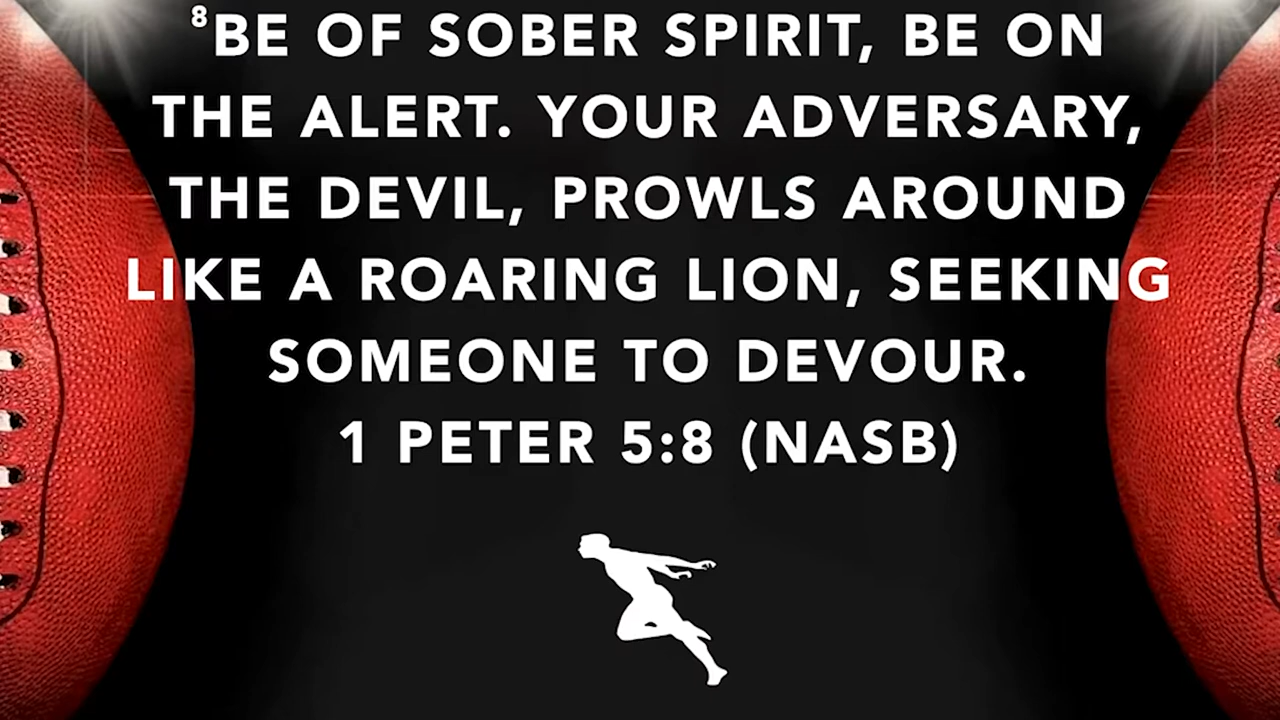 ⁸BE OF SOBER SPIRIT, BE ON
THE ALERT. YOUR ADVERSARY,
THE DEVIL, PROWLS AROUND
LIKE A ROARING LION, SEEKING
SOMEONE TO DEVOUR.
1 PETER 5:8 (NASB)